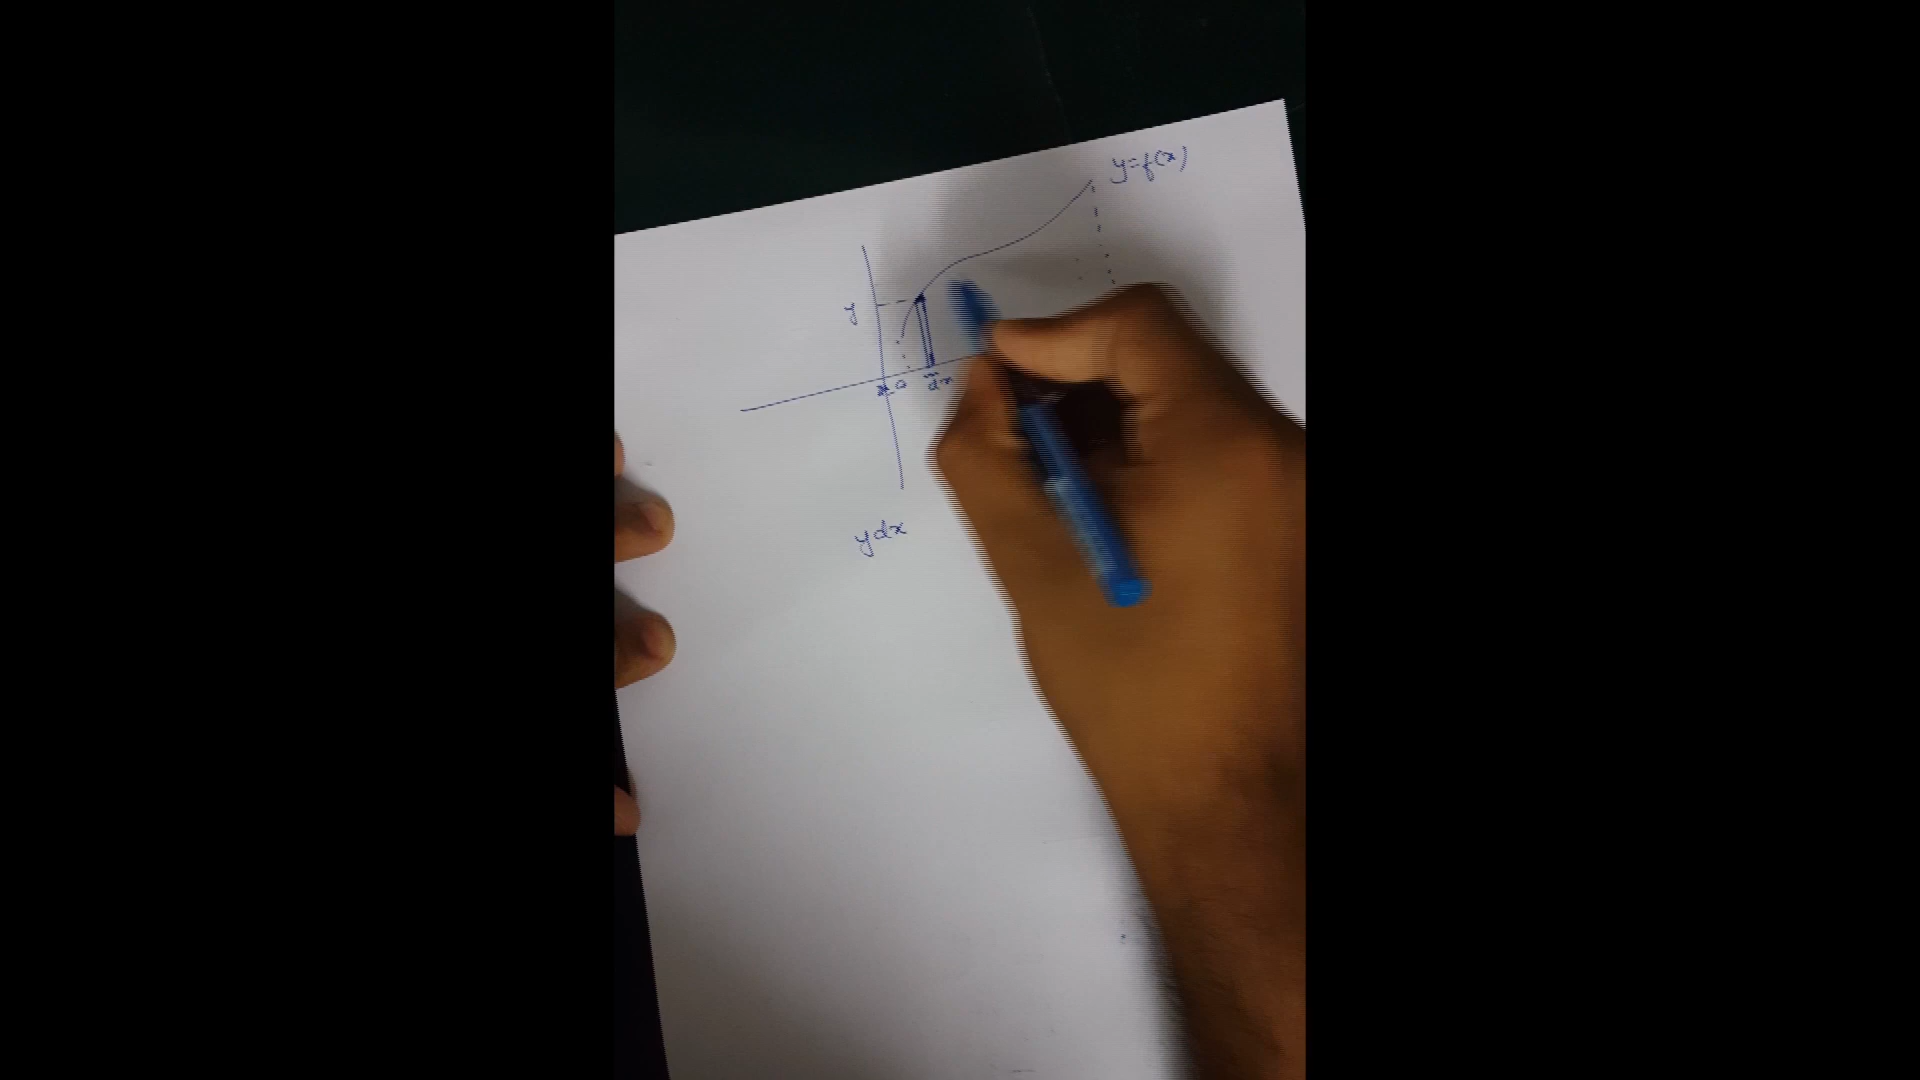 y=f(x)
y
a dx
ydx